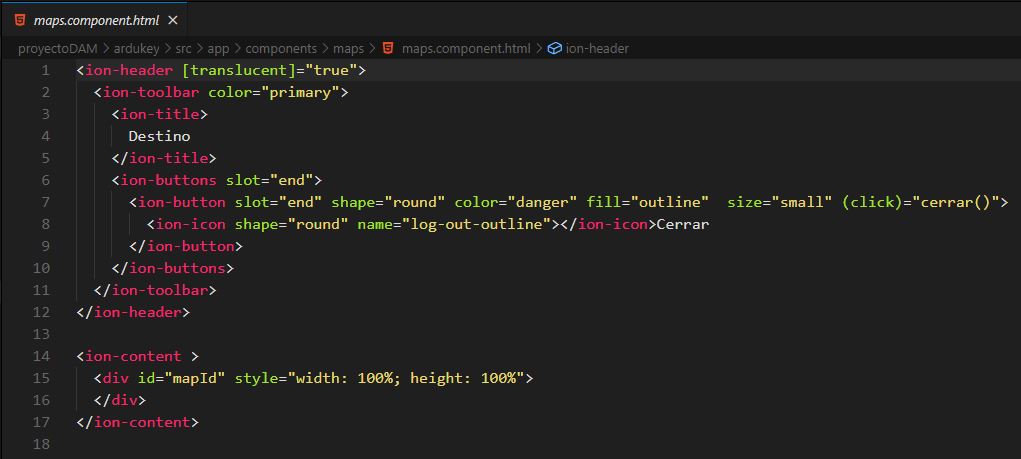 maps.component.html ×
proyectoDAM > ardukey > src > app > components > maps > maps.component.html > ion-header
1 <ion-header [translucent]="true">
2   <ion-toolbar color="primary">
3     <ion-title>
4       Destino
5     </ion-title>
6     <ion-buttons slot="end">
7       <ion-button slot="end" shape="round" color="danger" fill="outline"  size="small" (click)="cerrar()">
8         <ion-icon shape="round" name="log-out-outline"></ion-icon>Cerrar
9       </ion-button>
10     </ion-buttons>
11   </ion-toolbar>
12 </ion-header>
13
14 <ion-content >
15   <div id="mapId" style="width: 100%; height: 100%">
16   </div>
17 </ion-content>
18